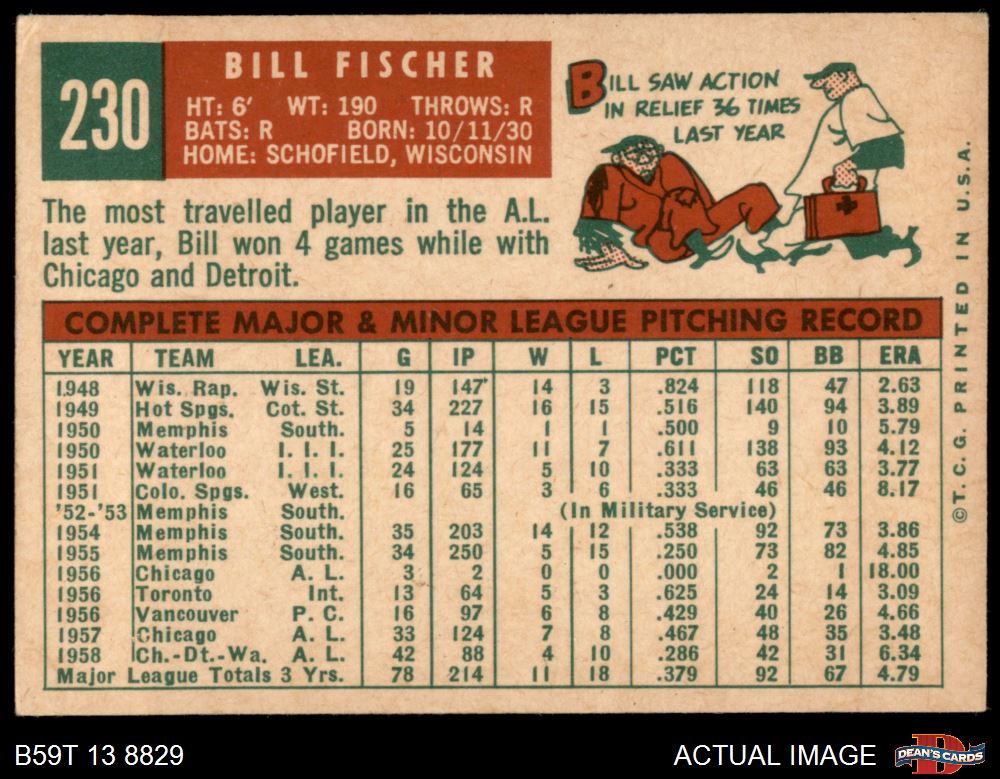 230
BILL FISCHER
HT: 6' WT: 190 THROWS: R
BATS: R BORN: 10/11/30
HOME: SCHOFIELD, WISCONSIN
BILL SAW ACTION
IN RELIEF 36 TIMES
LAST YEAR
The most travelled player in the A.L.
last year, Bill won 4 games while with
Chicago and Detroit.
COMPLETE MAJOR & MINOR LEAGUE PITCHING RECORD
YEAR TEAM LEA. G IP W L PCT SO BB ERA
1948 Wis. Rap. Wis. St. 19 147 14 3 .824 118 47 2.63
1949 Hot Spgs. Cot. St. 34 227 16 15 .516 140 94 3.89
1950 Memphis South. 5 14 1 1 .500 9 10 5.79
1950 Waterloo I. I. I. 25 177 11 7 .611 138 93 4.12
1951 Waterloo I. I. I. 24 124 5 10 .333 63 63 3.77
1951 Colo. Spgs. West. 16 65 3 6 .333 46 46 8.17
'52-'53 Memphis South. (In Military Service)
1954 Memphis South. 35 203 14 12 .538 92 73 3.86
1955 Memphis South. 34 250 5 15 .250 73 82 4.85
1956 Chicago A. L. 3 2 0 0 .000 2 1 18.00
1956 Toronto Int. 13 64 5 3 .625 24 14 3.09
1956 Vancouver P. C. 16 97 6 8 .429 40 26 4.66
1957 Chicago A. L. 33 124 7 8 .467 48 35 3.48
1958 Ch.-Dt.-Wa. A. L. 42 88 4 10 .286 42 31 6.34
Major League Totals 3 Yrs. 78 214 11 18 .379 92 67 4.79
© T. C. G. PRINTED IN U.S.A.
B59T 13 8829
ACTUAL IMAGE
D
DEAN'S CARDS